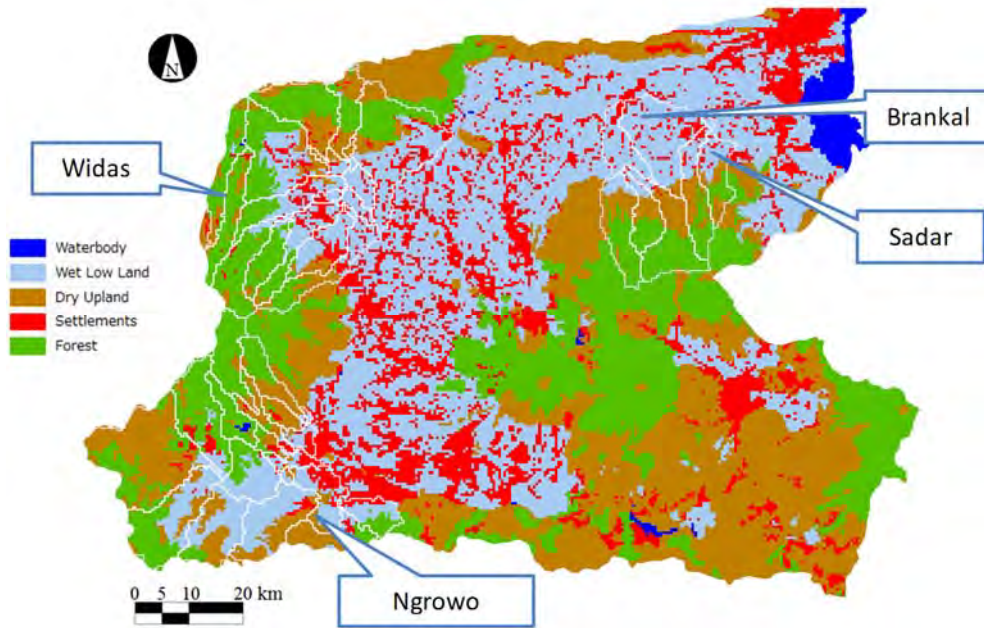 N
Brankal
Widas
Sadar
Waterbody
Wet Low Land
Dry Upland
Settlements
Forest
0 5 10 20 km
Ngrowo